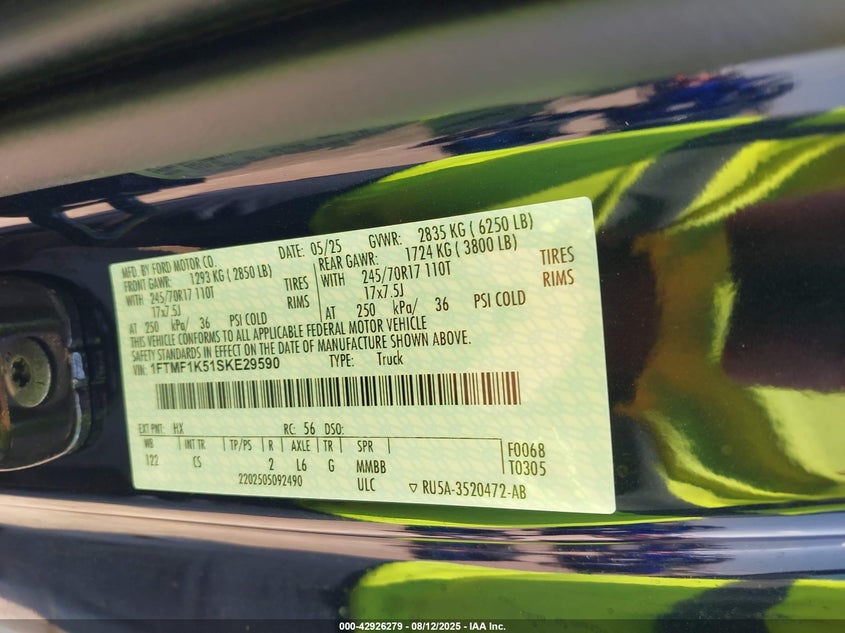 MFD. BY FORD MOTOR CO.
DATE: 05/25 GVWR: 2835 KG ( 6250 LB)
FRONT GAWR: 1293 KG ( 2850 LB)
REAR GAWR: 1724 KG ( 3800 LB)
WITH 245/70R17 110T TIRES
WITH 245/70R17 110T TIRES
17x7.5J RIMS
17x7.5J RIMS
AT 250 kPa/ 36 PSI COLD
AT 250 kPa/ 36 PSI COLD
THIS VEHICLE CONFORMS TO ALL APPLICABLE FEDERAL MOTOR VEHICLE
SAFETY STANDARDS IN EFFECT ON THE DATE OF MANUFACTURE SHOWN ABOVE.
VIN: 1FTMF1K51SKE29590 TYPE: Truck
EXT PNT: HX RC: 56 DSO:
WB INT TR TP/PS R AXLE TR SPR F0068
122 CS 2 L6 G MMBB T0305
2202505092490 ULC ▽ RU5A-3520472-AB
000-42926279 - 08/12/2025 - IAA Inc.